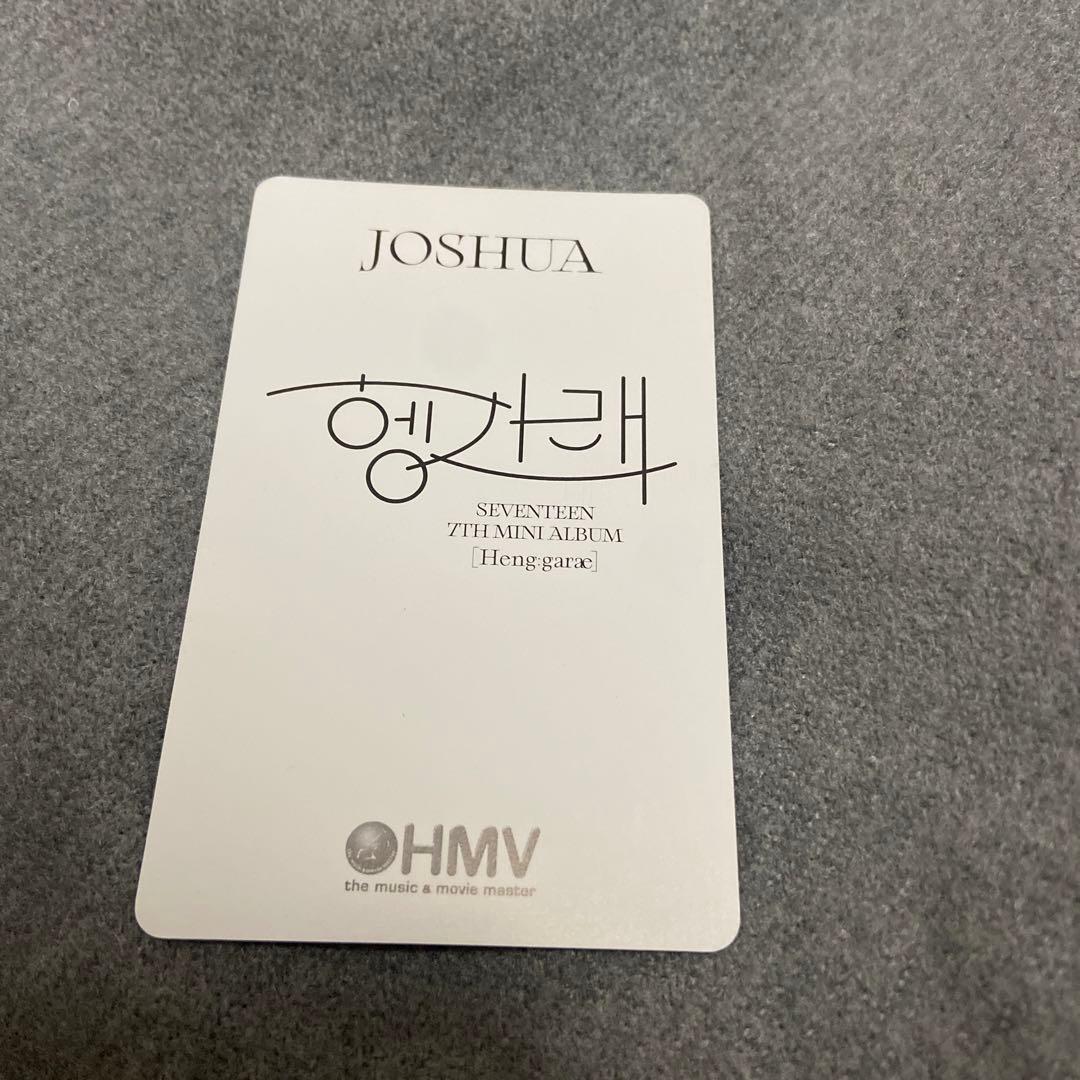 JOSHUA
헹가래
SEVENTEEN
7TH MINI ALBUM
[Heng:garæ]
HMV
the music & movie master